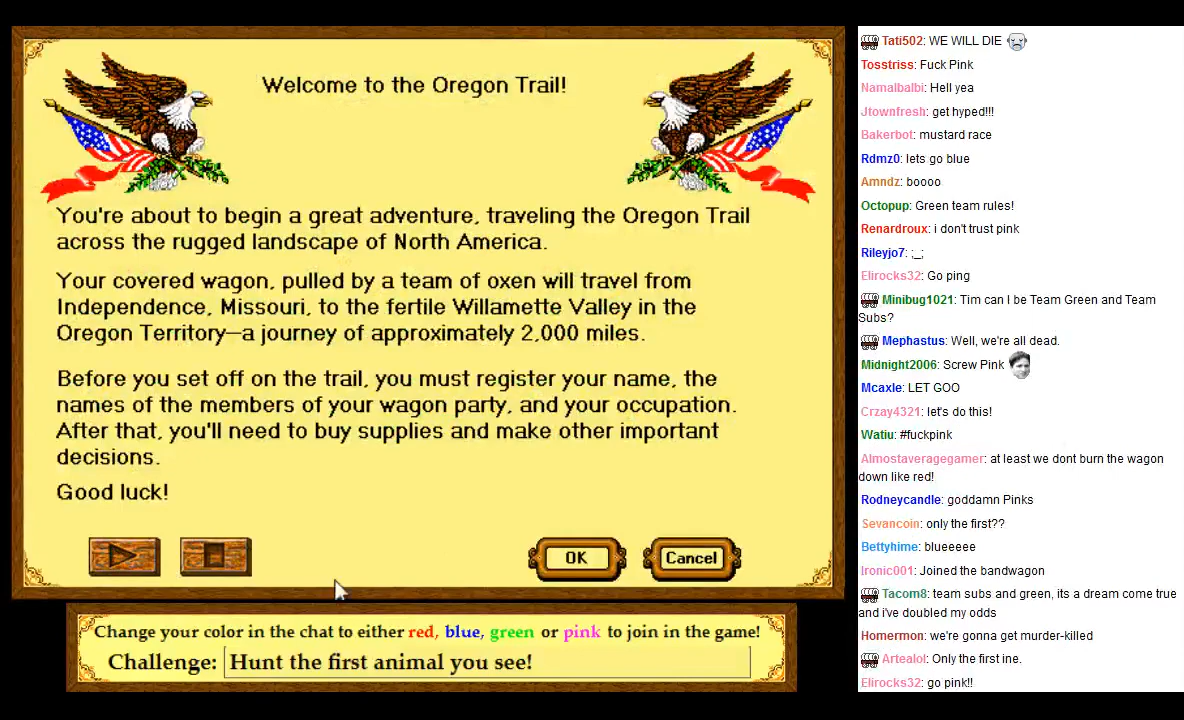 Welcome to the Oregon Trail!
You're about to begin a great adventure, traveling the Oregon Trail
across the rugged landscape of North America.
Your covered wagon, pulled by a team of oxen will travel from
Independence, Missouri, to the fertile Willamette Valley in the
Oregon Territory—a journey of approximately 2,000 miles.
Before you set off on the trail, you must register your name, the
names of the members of your wagon party, and your occupation.
After that, you'll need to buy supplies and make other important
decisions.
Good luck!
OK
Cancel
Change your color in the chat to either red, blue, green or pink to join in the game!
Challenge: Hunt the first animal you see!
Tati502: WE WILL DIE
Tosstriss: Fuck Pink
Namalbalbi: Hell yea
Jtownfresh: get hyped!!!
Bakerbot: mustard race
Rdmz0: lets go blue
Amndz: boooo
Octopup: Green team rules!
Renardroux: i don't trust pink
Rileyjo7: ;_;
Elirocks32: Go ping
Minibug1021: Tim can I be Team Green and Team
Subs?
Mephastus: Well, we're all dead.
Midnight2006: Screw Pink
Mcaxle: LET GOO
Crzay4321: let's do this!
Watiu: #fuckpink
Almostaveragegamer: at least we dont burn the wagon
down like red!
Rodneycandle: goddamn Pinks
Sevancoin: only the first??
Bettyhime: blueeeee
Ironic001: Joined the bandwagon
Tacom8: team subs and green, its a dream come true
and i've doubled my odds
Homermon: we're gonna get murder-killed
Artealol: Only the first ine.
Elirocks32: go pink!!